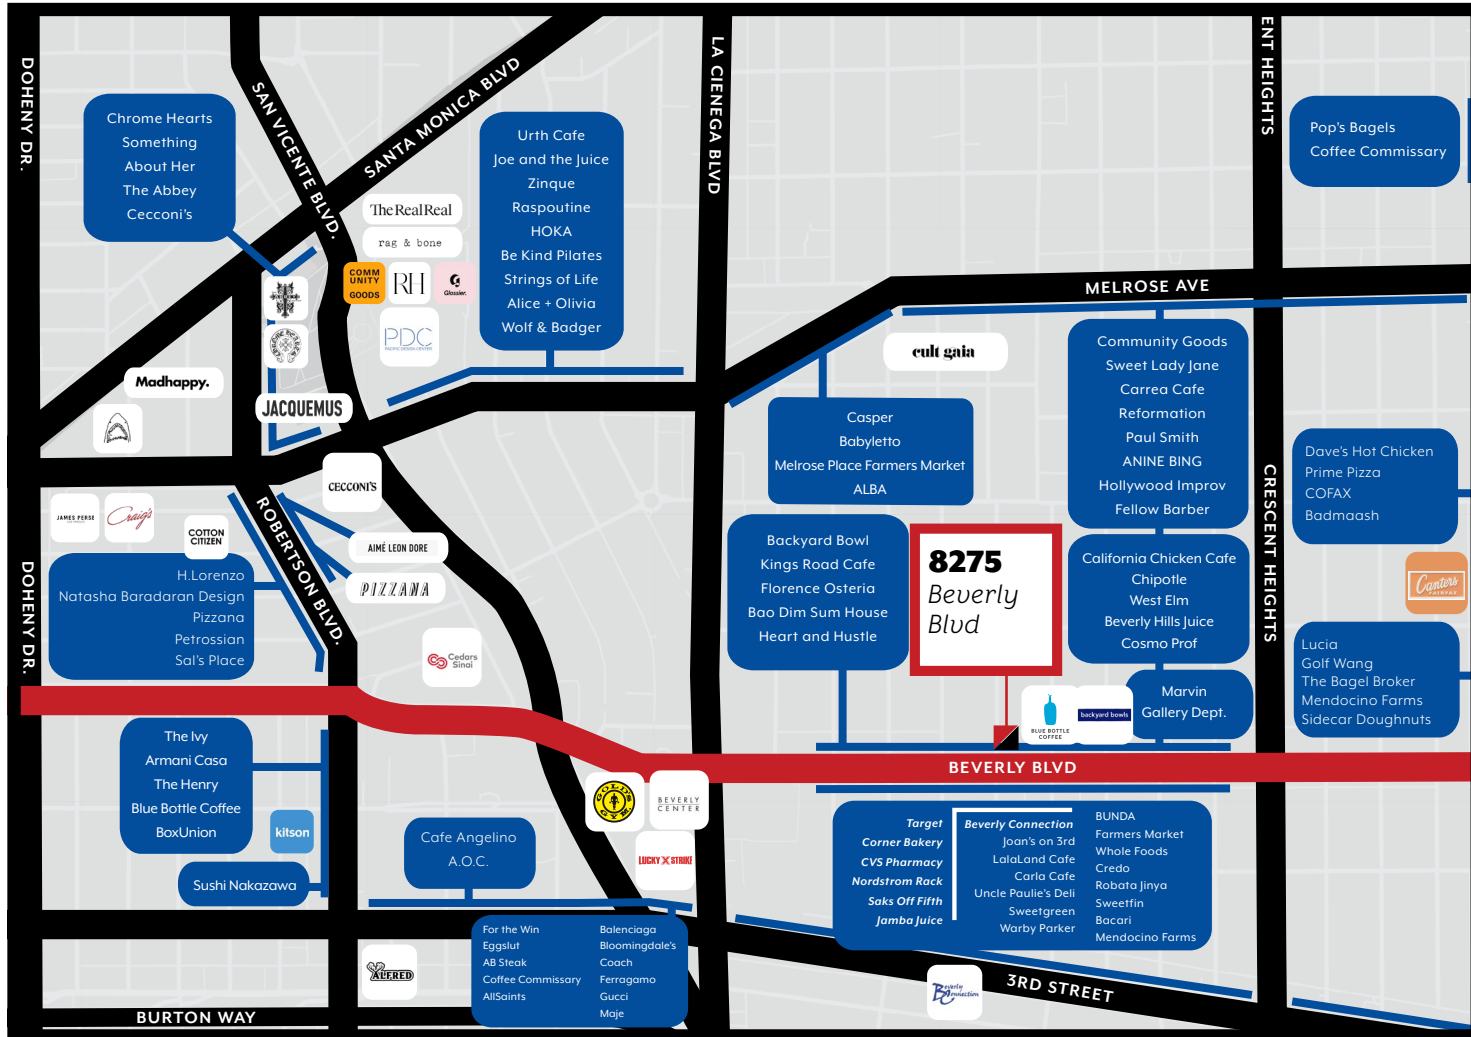 DOHENY DR.
SAN VICENTE BLVD.
SANTA MONICA BLVD
LA CIENEGA BLVD
ENT HEIGHTS
Chrome Hearts
Something
About Her
The Abbey
Cecconi's
TheRealReal
rag & bone
COMM
UNITY
GOODS
RH
Glossier.
PDC
PACIFIC DESIGN CENTER
Urth Cafe
Joe and the Juice
Zinque
Raspoutine
HOKA
Be Kind Pilates
Strings of Life
Alice + Olivia
Wolf & Badger
Pop's Bagels
Coffee Commissary
MELROSE AVE
Madhappy.
JACQUEMUS
cult gaia
Casper
Babyletto
Melrose Place Farmers Market
ALBA
Community Goods
Sweet Lady Jane
Carrea Cafe
Reformation
Paul Smith
ANINE BING
Hollywood Improv
Fellow Barber
CRESCENT HEIGHTS
Dave's Hot Chicken
Prime Pizza
COFAX
Badmaash
CECCONI'S
JAMES PERSE
Craig's
COTTON
CITIZEN
ROBERTSON BLVD.
AIMÉ LEON DORE
PIZZANA
DOHENY DR.
H.Lorenzo
Natasha Baradaran Design
Pizzana
Petrossian
Sal's Place
Cedars
Sinai
Backyard Bowl
Kings Road Cafe
Florence Osteria
Bao Dim Sum House
Heart and Hustle
8275
Beverly
Blvd
California Chicken Cafe
Chipotle
West Elm
Beverly Hills Juice
Cosmo Prof
Marvin
Gallery Dept.
BLUE BOTTLE
COFFEE
backyard bowls
Canters
FAIRFAX
Lucia
Golf Wang
The Bagel Broker
Mendocino Farms
Sidecar Doughnuts
BEVERLY BLVD
The Ivy
Armani Casa
The Henry
Blue Bottle Coffee
BoxUnion
kitson
Sushi Nakazawa
GOLD'S
GYM
BEVERLY
CENTER
LUCKY STRIKE
Cafe Angelino
A.O.C.
Target
Corner Bakery
CVS Pharmacy
Nordstrom Rack
Saks Off Fifth
Jamba Juice
Beverly Connection
Joan's on 3rd
LaLaland Cafe
Carla Cafe
Uncle Paulie's Deli
Sweetgreen
Warby Parker
BUNDA
Farmers Market
Whole Foods
Credo
Robata Jinya
Sweetfin
Bacari
Mendocino Farms
For the Win
Eggslut
AB Steak
Coffee Commissary
AllSaints
Balenciaga
Bloomingdale's
Coach
Ferragamo
Gucci
Maje
ALFRED
Beverly
Connection
3RD STREET
BURTON WAY